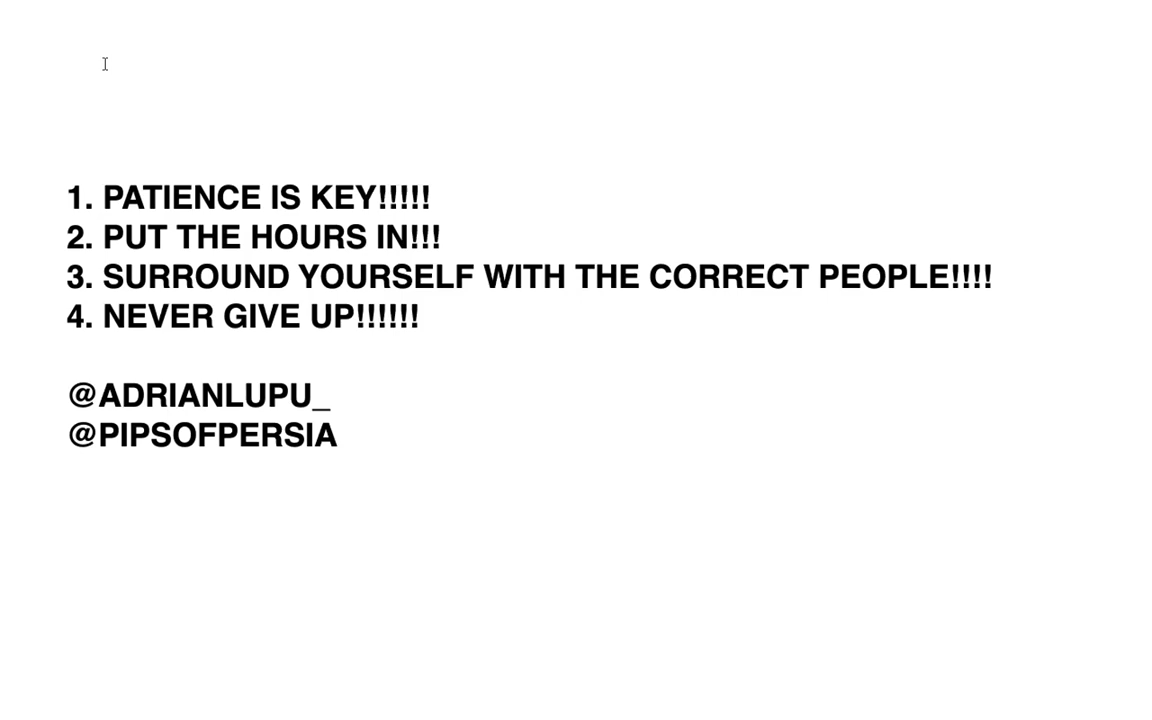 1. PATIENCE IS KEY!!!!!
2. PUT THE HOURS IN!!!
3. SURROUND YOURSELF WITH THE CORRECT PEOPLE!!!!
4. NEVER GIVE UP!!!!!!
@ADRIANLUPU_
@PIPSOFPERSIA